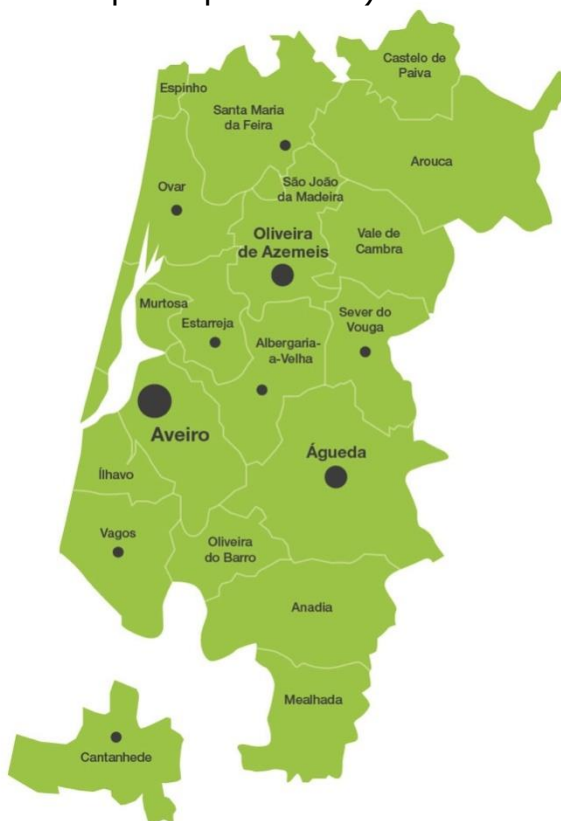 Castelo de
Paiva
Espinho
Santa Maria
da Feira
Arouca
São João
da Madeira
Ovar
Oliveira
de Azemeis
Vale de
Cambra
Murtosa
Estarreja
Sever do
Vouga
Albergaria-
a-Velha
Aveiro
Águeda
Ílhavo
Vagos
Oliveira
do Barro
Anadia
Mealhada
Cantanhede